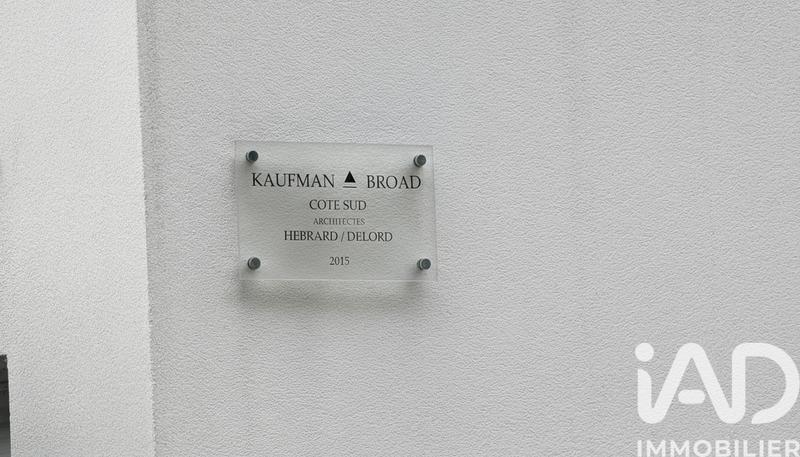 KAUFMAN BROAD
COTE SUD
ARCHITECTES
HEBRARD / DELORD
2015
iAD
IMMOBILIER